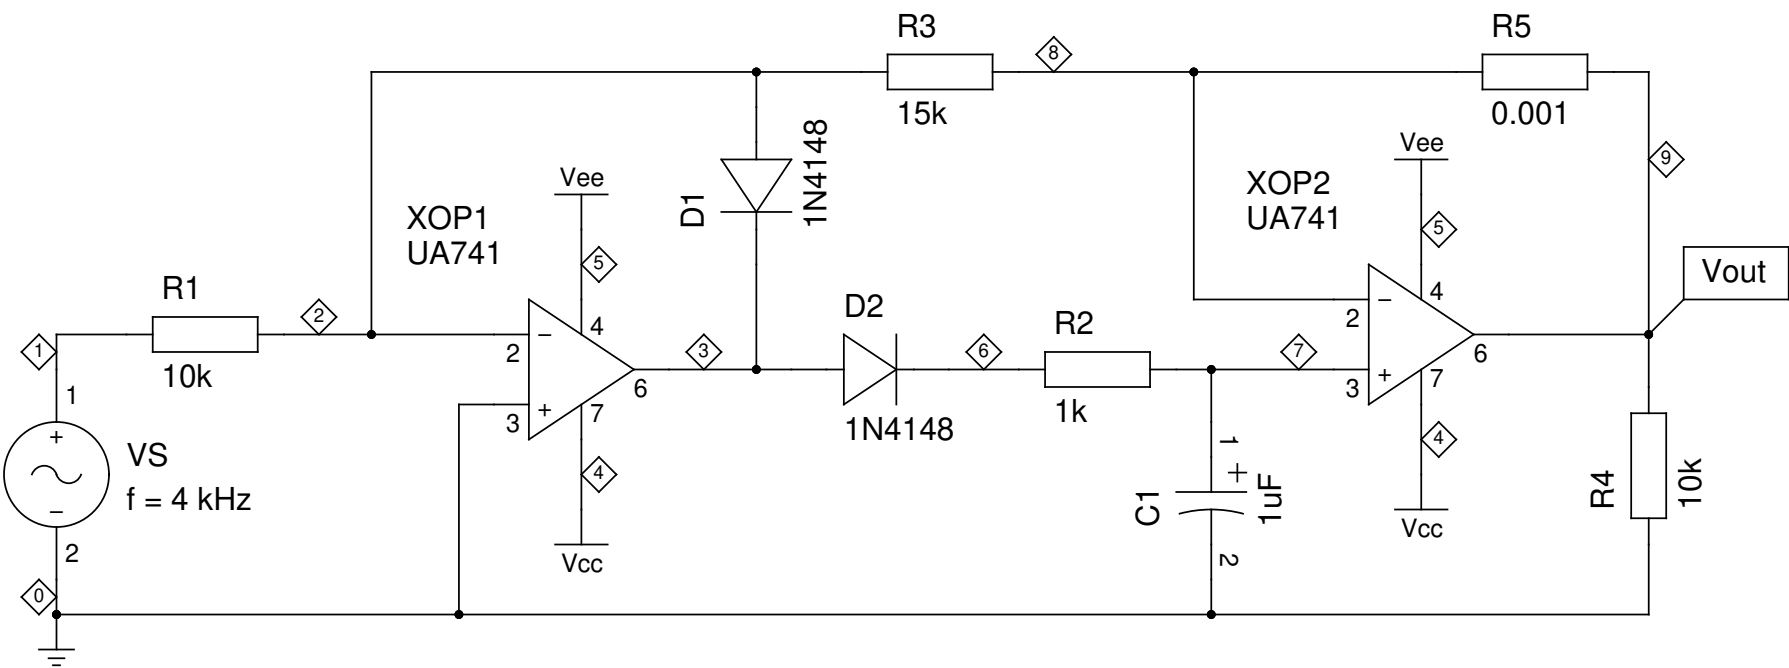 R3
15k
8
R5
0.001
Vee
9
XOP2
UA741
5
D1
1N4148
Vee
XOP1
UA741
5
Vout
R1
10k
2
1
1
+
−
VS
f = 4 kHz
2
0
−
2
4
6
+
3
7
4
Vcc
3
D2
1N4148
6
R2
1k
7
−
2
4
6
+
3
7
4
Vcc
1
+
C1
1uF
2
R4
10k